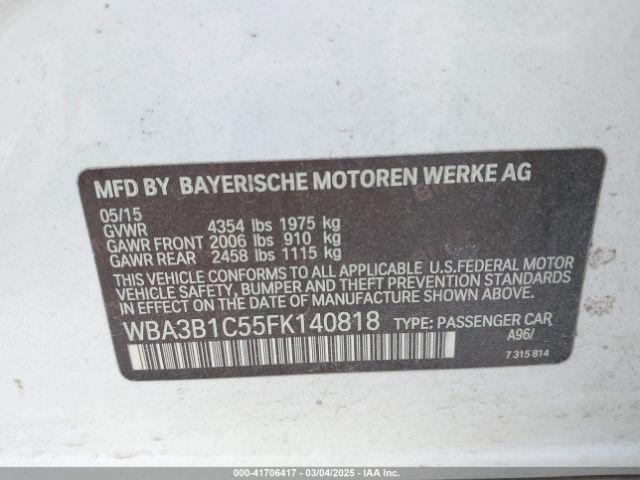 MFD BY BAYERISCHE MOTOREN WERKE AG
05/15
GVWR 4354 lbs 1975 kg
GAWR FRONT 2006 lbs 910 kg
GAWR REAR 2458 lbs 1115 kg
THIS VEHICLE CONFORMS TO ALL APPLICABLE U.S.FEDERAL MOTOR
VEHICLE SAFETY, BUMPER AND THEFT PREVENTION STANDARDS
IN EFFECT ON THE DATE OF MANUFACTURE SHOWN ABOVE.
WBA3B1C55FK140818 TYPE: PASSENGER CAR
A96/
7 315 814
000-41706417 - 03/04/2025 - IAA Inc.